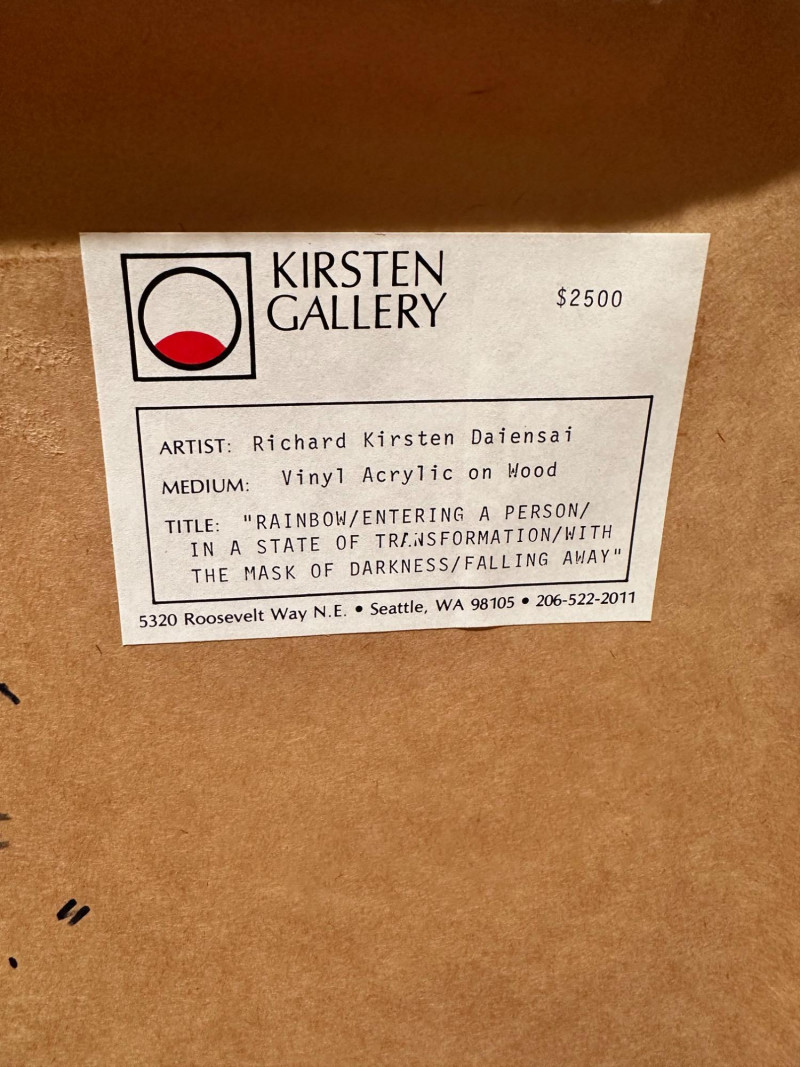 KIRSTEN
GALLERY
$2500
ARTIST: Richard Kirsten Daiensai
MEDIUM: Vinyl Acrylic on Wood
TITLE: "RAINBOW/ENTERING A PERSON/
IN A STATE OF TRANSFORMATION/WITH
THE MASK OF DARKNESS/FALLING AWAY"
5320 Roosevelt Way N.E. • Seattle, WA 98105 • 206-522-2011